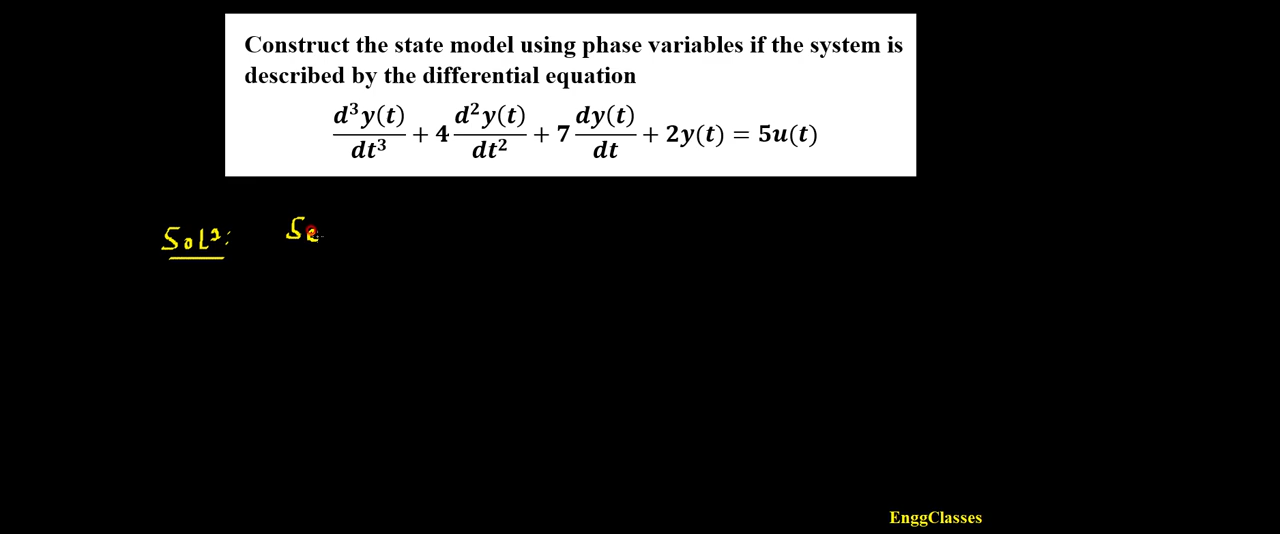 Construct the state model using phase variables if the system is
described by the differential equation
d³y(t)/dt³ + 4 d²y(t)/dt² + 7 dy(t)/dt + 2y(t) = 5u(t)
Solⁿ: Se
EnggClasses